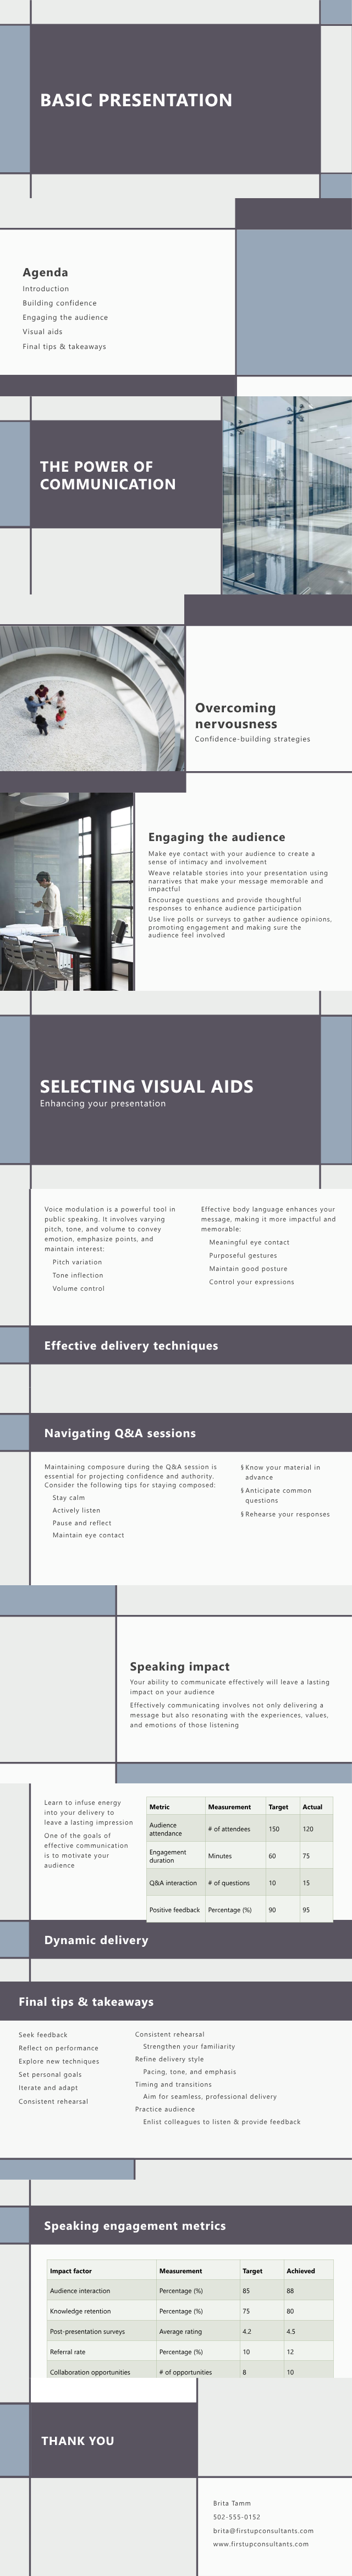 BASIC PRESENTATION
Agenda
Introduction
Building confidence
Engaging the audience
Visual aids
Final tips & takeaways
THE POWER OF
COMMUNICATION
Overcoming
nervousness
Confidence-building strategies
Engaging the audience
Make eye contact with your audience to create a
sense of intimacy and involvement
Weave relatable stories into your presentation using
narratives that make your message memorable and
impactful
Encourage questions and provide thoughtful
responses to enhance audience participation
Use live polls or surveys to gather audience opinions,
promoting engagement and making sure the
audience feel involved
SELECTING VISUAL AIDS
Enhancing your presentation
Voice modulation is a powerful tool in
public speaking. It involves varying
pitch, tone, and volume to convey
emotion, emphasize points, and
maintain interest:
Pitch variation
Tone inflection
Volume control
Effective body language enhances your
message, making it more impactful and
memorable:
Meaningful eye contact
Purposeful gestures
Maintain good posture
Control your expressions
Effective delivery techniques
Navigating Q&A sessions
Maintaining composure during the Q&A session is
essential for projecting confidence and authority.
Consider the following tips for staying composed:
Stay calm
Actively listen
Pause and reflect
Maintain eye contact
§ Know your material in
advance
§ Anticipate common
questions
§ Rehearse your responses
Speaking impact
Your ability to communicate effectively will leave a lasting
impact on your audience
Effectively communicating involves not only delivering a
message but also resonating with the experiences, values,
and emotions of those listening
Learn to infuse energy
into your delivery to
leave a lasting impression
One of the goals of
effective communication
is to motivate your
audience
Metric Measurement Target Actual
Audience
attendance # of attendees 150 120
Engagement
duration Minutes 60 75
Q&A interaction # of questions 10 15
Positive feedback Percentage (%) 90 95
Dynamic delivery
Final tips & takeaways
Seek feedback
Reflect on performance
Explore new techniques
Set personal goals
Iterate and adapt
Consistent rehearsal
Consistent rehearsal
Strengthen your familiarity
Refine delivery style
Pacing, tone, and emphasis
Timing and transitions
Aim for seamless, professional delivery
Practice audience
Enlist colleagues to listen & provide feedback
Speaking engagement metrics
Impact factor Measurement Target Achieved
Audience interaction Percentage (%) 85 88
Knowledge retention Percentage (%) 75 80
Post-presentation surveys Average rating 4.2 4.5
Referral rate Percentage (%) 10 12
Collaboration opportunities # of opportunities 8 10
THANK YOU
Brita Tamm
502-555-0152
brita@firstupconsultants.com
www.firstupconsultants.com